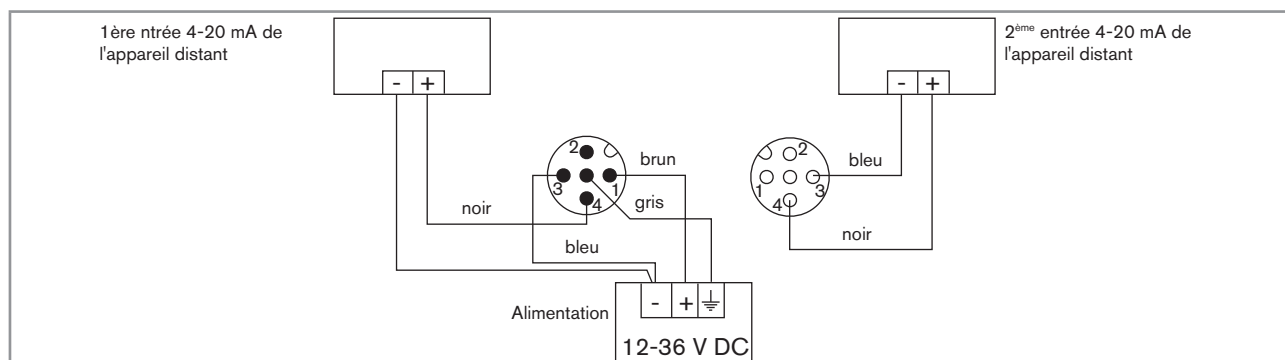 1ère ntrée 4-20 mA de
l'appareil distant
2ème entrée 4-20 mA de
l'appareil distant
- +
- +
2
brun
3
1
4
gris
noir
bleu
2
bleu
1
3
4
noir
Alimentation
- +
12-36 V DC